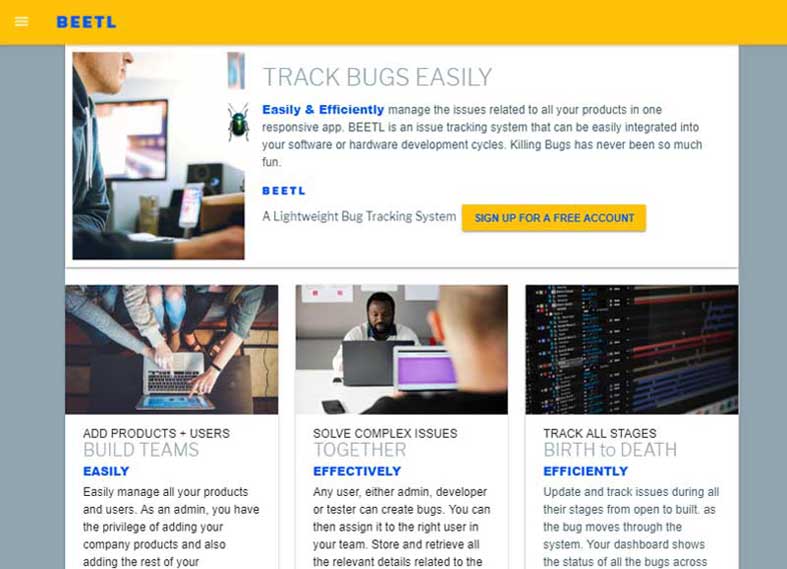 BEETL
TRACK BUGS EASILY
Easily & Efficiently manage the issues related to all your products in one
responsive app. BEETL is an issue tracking system that can be easily integrated into
your software or hardware development cycles. Killing Bugs has never been so much
fun.
BEETL
A Lightweight Bug Tracking System
SIGN UP FOR A FREE ACCOUNT
ADD PRODUCTS + USERS
BUILD TEAMS
EASILY
Easily manage all your products
and users. As an admin, you have
the privilege of adding your
company products and also
adding the rest of your
SOLVE COMPLEX ISSUES
TOGETHER
EFFECTIVELY
Any user, either admin, developer
or tester can create bugs. You can
then assign it to the right user in
your team. Store and retrieve all
the relevant details related to the
TRACK ALL STAGES
BIRTH to DEATH
EFFICIENTLY
Update and track issues during all
their stages from open to built. as
the bug moves through the
system. Your dashboard shows
the status of all the bugs across